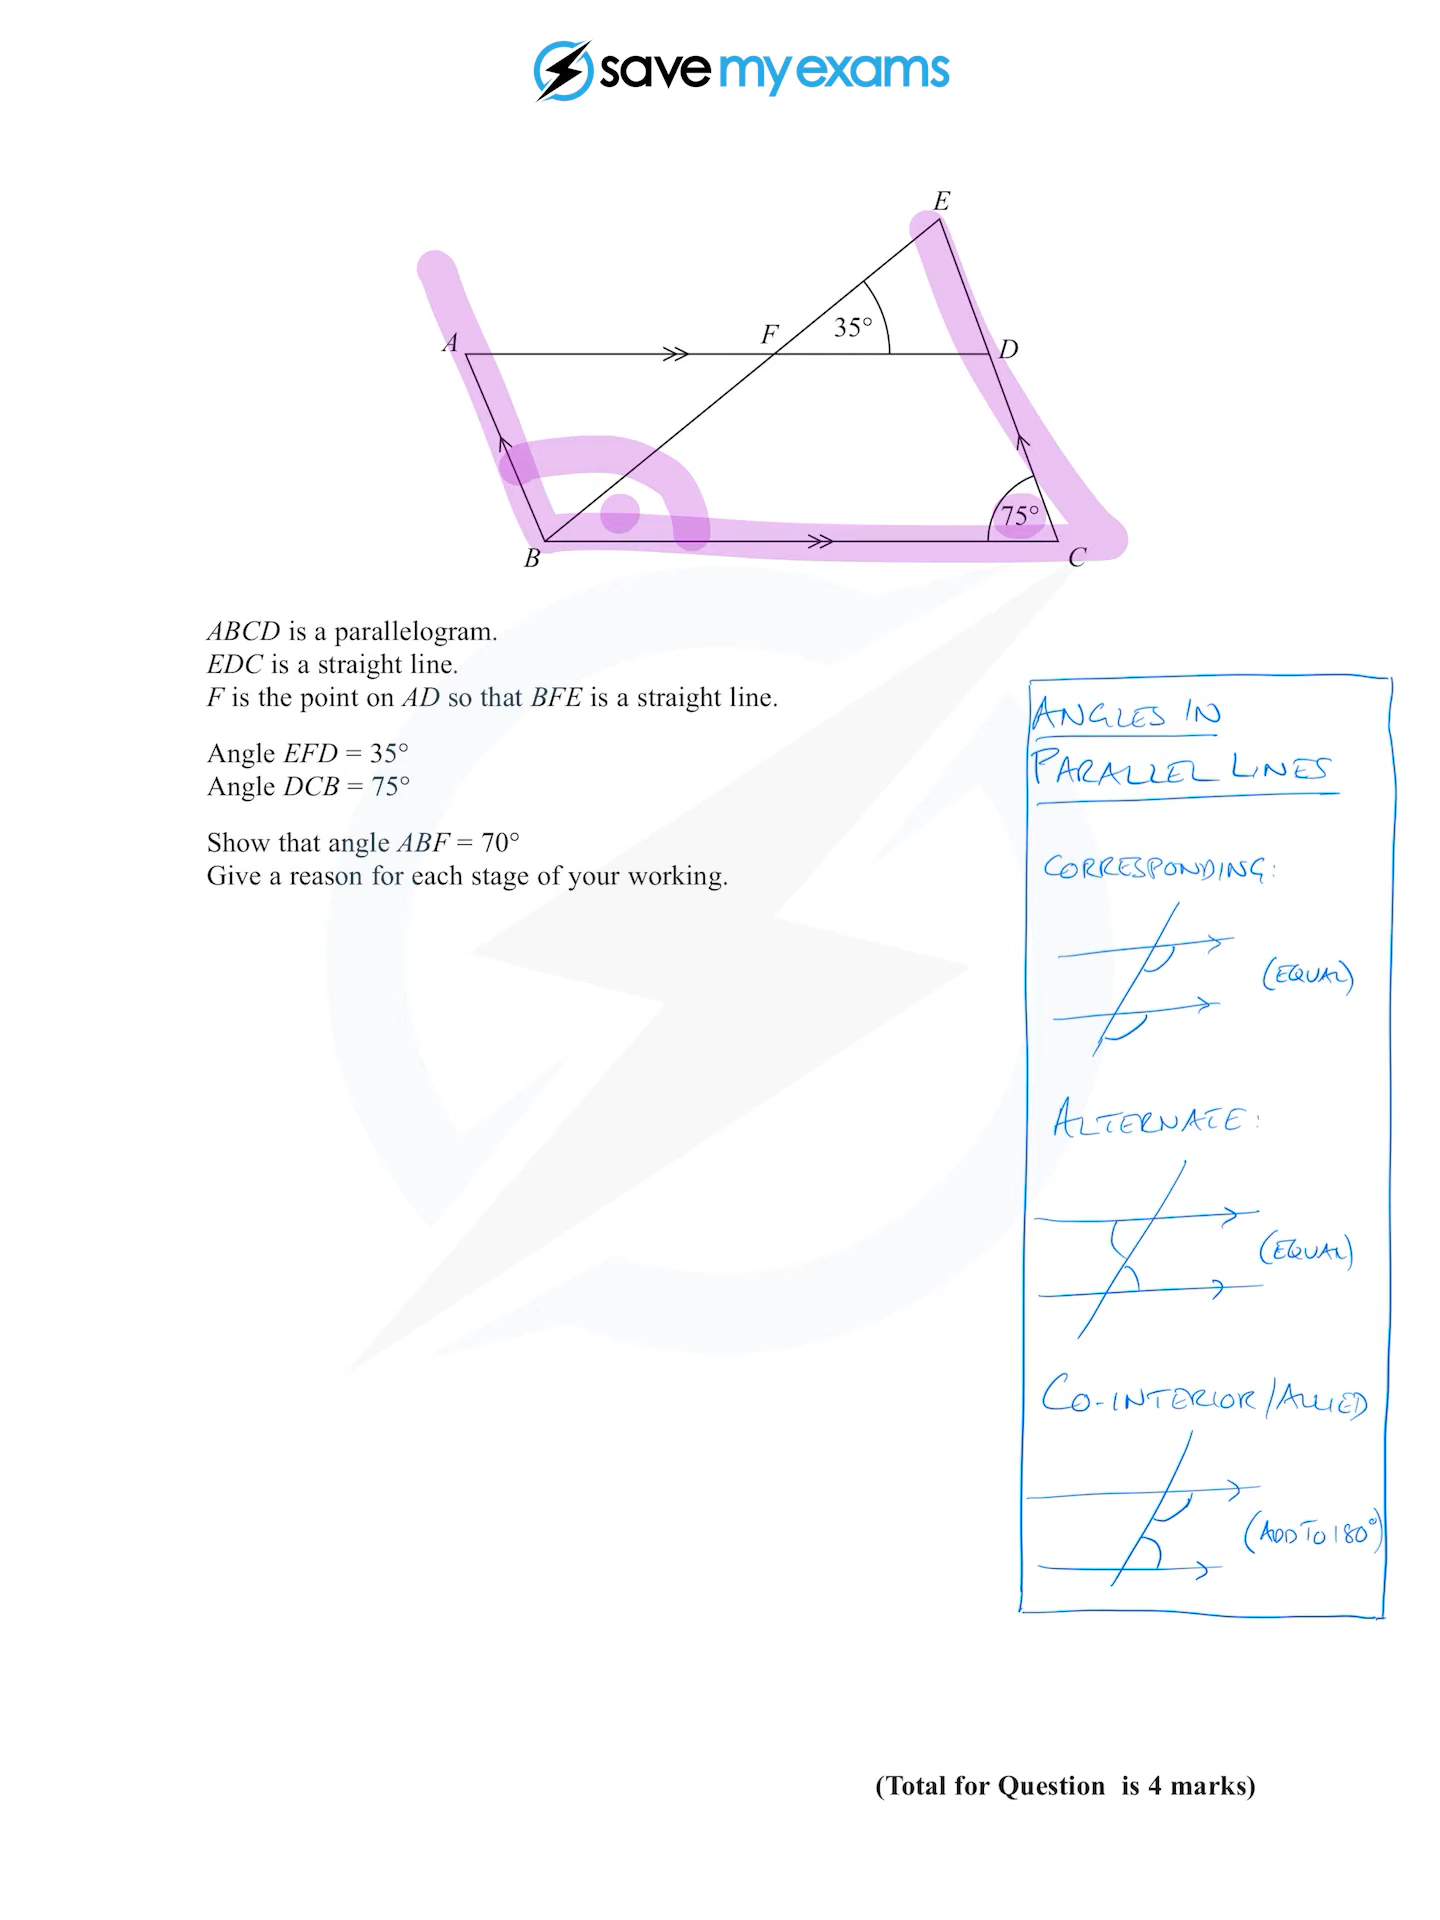 save my exams
E
F
35°
A
D
75°
B
C
ABCD is a parallelogram.
EDC is a straight line.
F is the point on AD so that BFE is a straight line.
Angle EFD = 35°
Angle DCB = 75°
Show that angle ABF = 70°
Give a reason for each stage of your working.
ANGLES IN
PARALLEL LINES
CORRESPONDING:
(EQUAL)
ALTERNATE:
(EQUAL)
CO-INTERIOR/ALLIED
(ADD TO 180°)
(Total for Question is 4 marks)